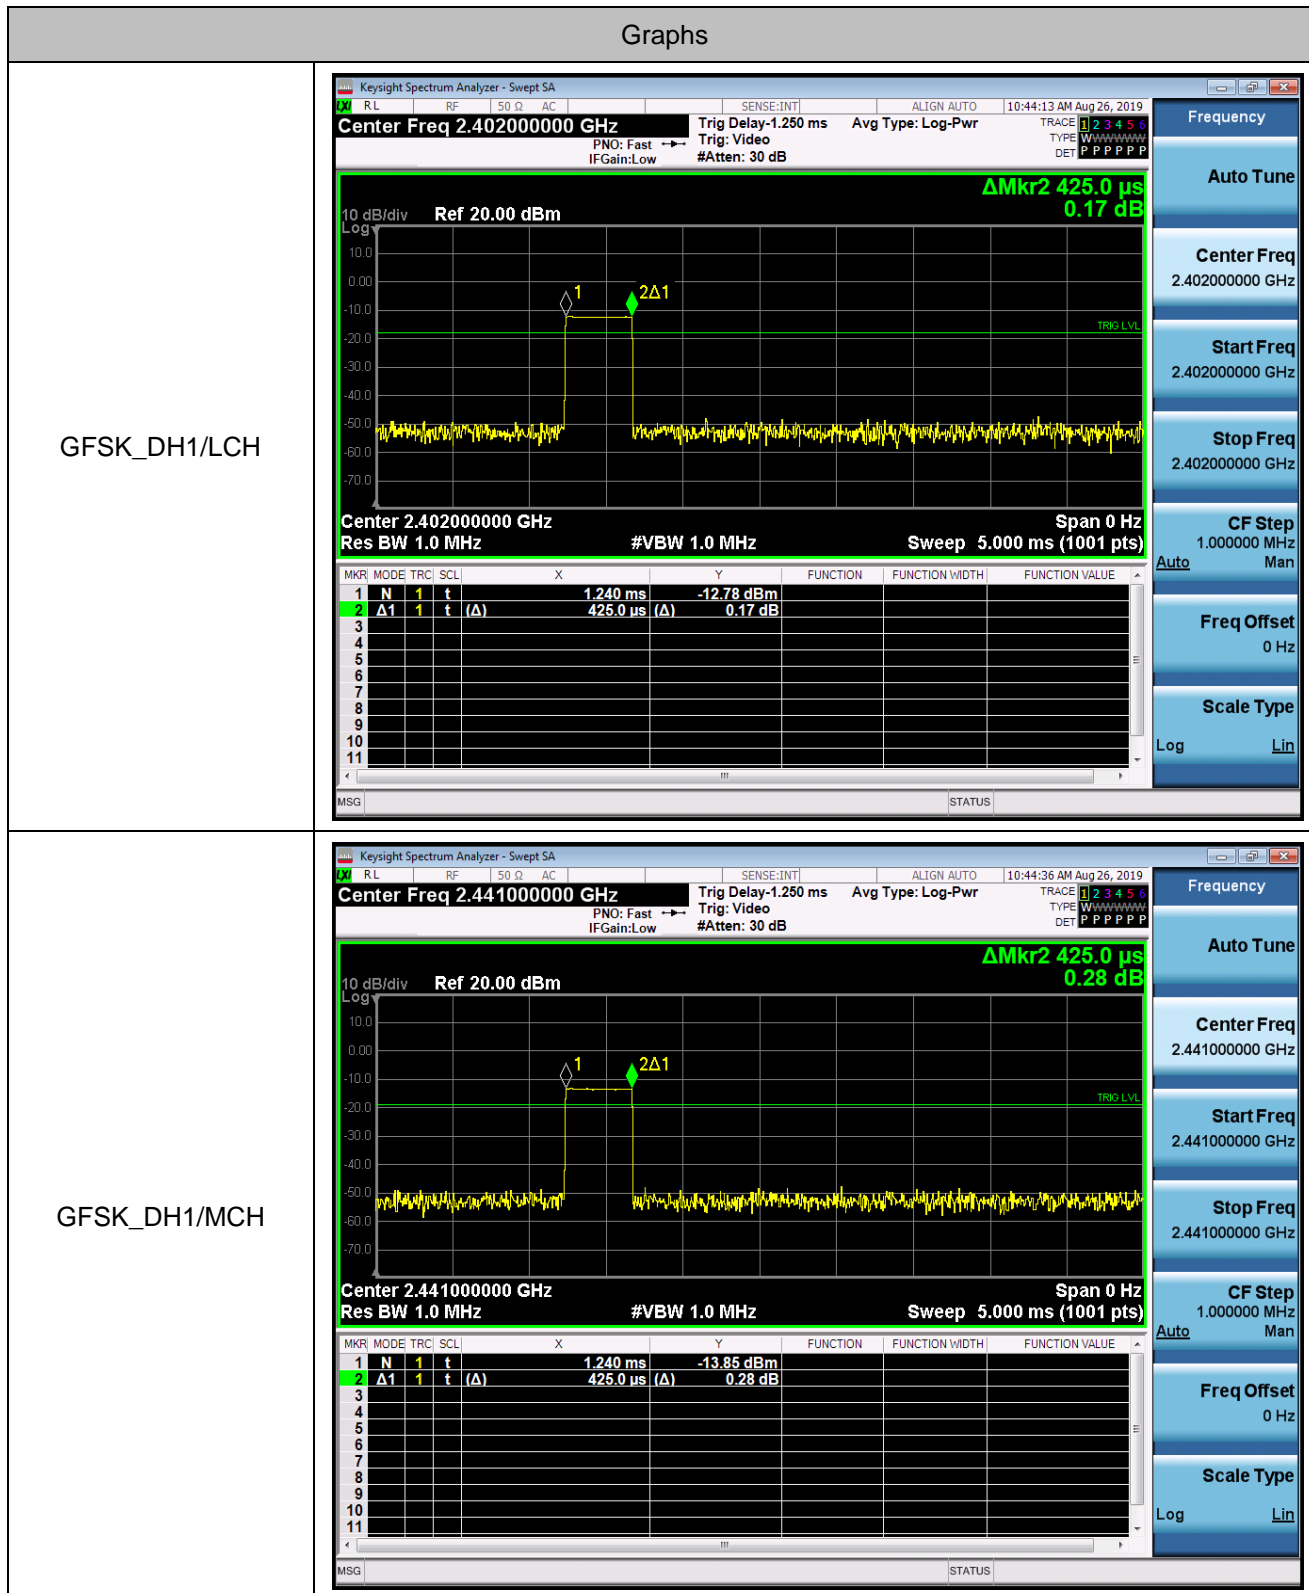 Graphs
GFSK_DH1/LCH
Keysight Spectrum Analyzer - Swept SA
LXI RL RF 50 Ω AC SENSE:INT ALIGN AUTO 10:44:13 AM Aug 26, 2019
Center Freq 2.402000000 GHz
PNO: Fast
IFGain:Low
Trig Delay-1.250 ms
Trig: Video
#Atten: 30 dB
Avg Type: Log-Pwr
TRACE 1 2 3 4 5 6
TYPE WWWWWW
DET P P P P P P
ΔMkr2 425.0 µs
0.17 dB
10 dB/div Ref 20.00 dBm
Log
10.0
0.00
-10.0
-20.0
-30.0
-40.0
-50.0
-60.0
-70.0
1
2Δ1
TRIG LVL
Center 2.402000000 GHz Span 0 Hz
Res BW 1.0 MHz #VBW 1.0 MHz Sweep 5.000 ms (1001 pts)
MKR MODE TRC SCL X Y FUNCTION FUNCTION WIDTH FUNCTION VALUE
1 N 1 t 1.240 ms -12.78 dBm
2 Δ1 1 t (Δ) 425.0 µs (Δ) 0.17 dB
3
4
5
6
7
8
9
10
11
MSG STATUS
Frequency
Auto Tune
Center Freq
2.402000000 GHz
Start Freq
2.402000000 GHz
Stop Freq
2.402000000 GHz
CF Step
1.000000 MHz
Auto Man
Freq Offset
0 Hz
Scale Type
Log Lin
GFSK_DH1/MCH
Keysight Spectrum Analyzer - Swept SA
LXI RL RF 50 Ω AC SENSE:INT ALIGN AUTO 10:44:36 AM Aug 26, 2019
Center Freq 2.441000000 GHz
PNO: Fast
IFGain:Low
Trig Delay-1.250 ms
Trig: Video
#Atten: 30 dB
Avg Type: Log-Pwr
TRACE 1 2 3 4 5 6
TYPE WWWWWW
DET P P P P P P
ΔMkr2 425.0 µs
0.28 dB
10 dB/div Ref 20.00 dBm
Log
10.0
0.00
-10.0
-20.0
-30.0
-40.0
-50.0
-60.0
-70.0
1
2Δ1
TRIG LVL
Center 2.441000000 GHz Span 0 Hz
Res BW 1.0 MHz #VBW 1.0 MHz Sweep 5.000 ms (1001 pts)
MKR MODE TRC SCL X Y FUNCTION FUNCTION WIDTH FUNCTION VALUE
1 N 1 t 1.240 ms -13.85 dBm
2 Δ1 1 t (Δ) 425.0 µs (Δ) 0.28 dB
3
4
5
6
7
8
9
10
11
MSG STATUS
Frequency
Auto Tune
Center Freq
2.441000000 GHz
Start Freq
2.441000000 GHz
Stop Freq
2.441000000 GHz
CF Step
1.000000 MHz
Auto Man
Freq Offset
0 Hz
Scale Type
Log Lin